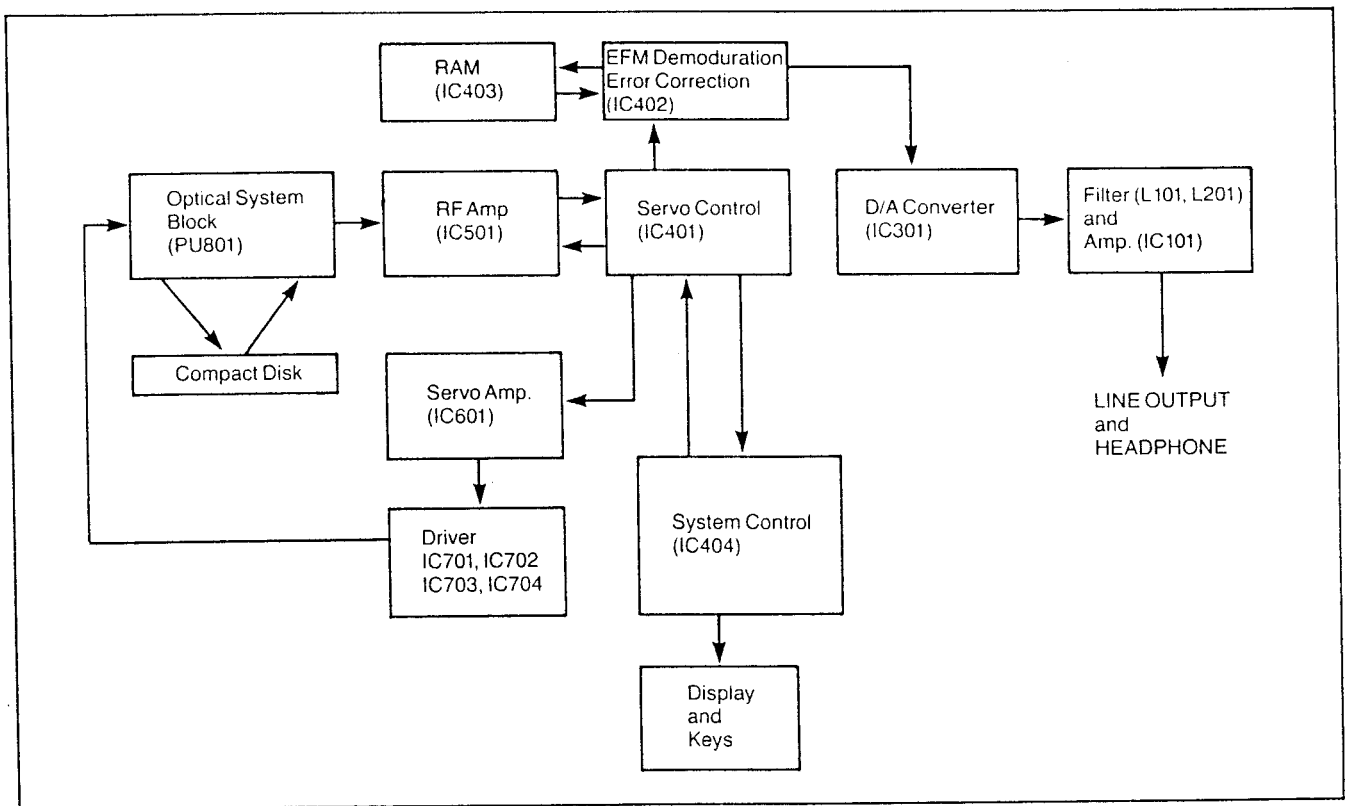 RAM
(IC403)
EFM Demoduration
Error Correction
(IC402)
Optical System
Block
(PU801)
RF Amp
(IC501)
Servo Control
(IC401)
D/A Converter
(IC301)
Filter (L101, L201)
and
Amp. (IC101)
Compact Disk
Servo Amp.
(IC601)
LINE OUTPUT
and
HEADPHONE
Driver
IC701, IC702
IC703, IC704
System Control
(IC404)
Display
and
Keys